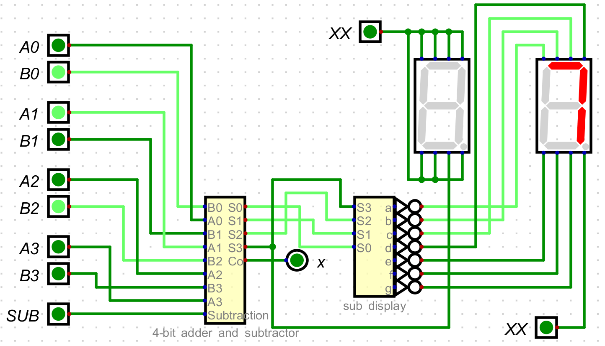 XX
A0
B0
A1
B1
A2
B2
A3
B3
SUB
B0 S0
A0 S1
B1 S2
A1 S3
B2 Co
A2
B3
A3
Subtraction
4-bit adder and subtractor
x
S3 a
S2 b
S1 c
S0 d
e
f
g
sub display
XX